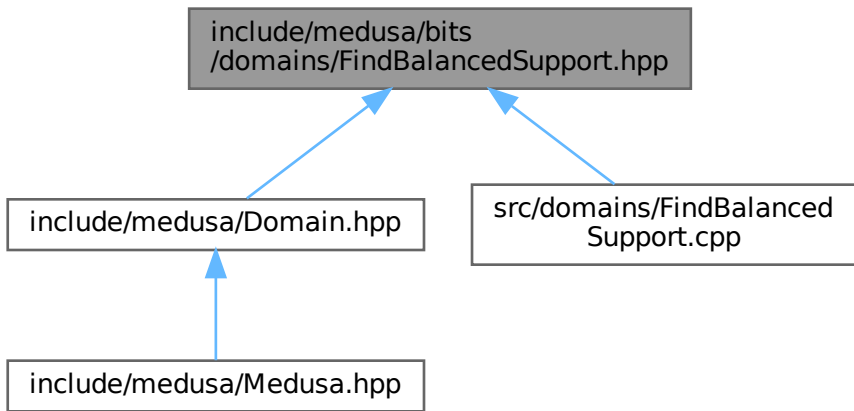 include/medusa/bits
/domains/FindBalancedSupport.hpp
include/medusa/Domain.hpp
src/domains/FindBalanced
Support.cpp
include/medusa/Medusa.hpp